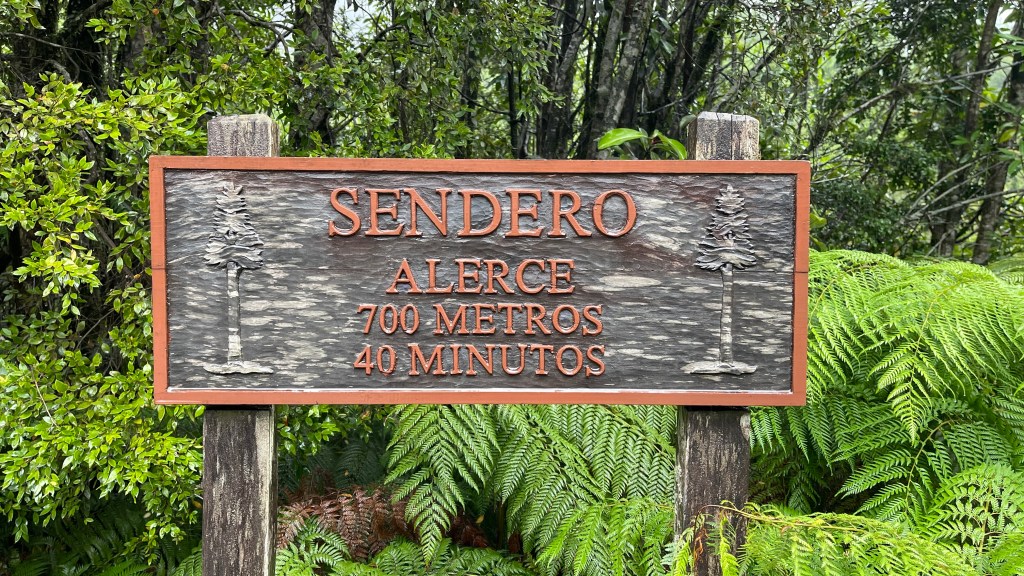 SENDERO
ALERCE
700 METROS
40 MINUTOS